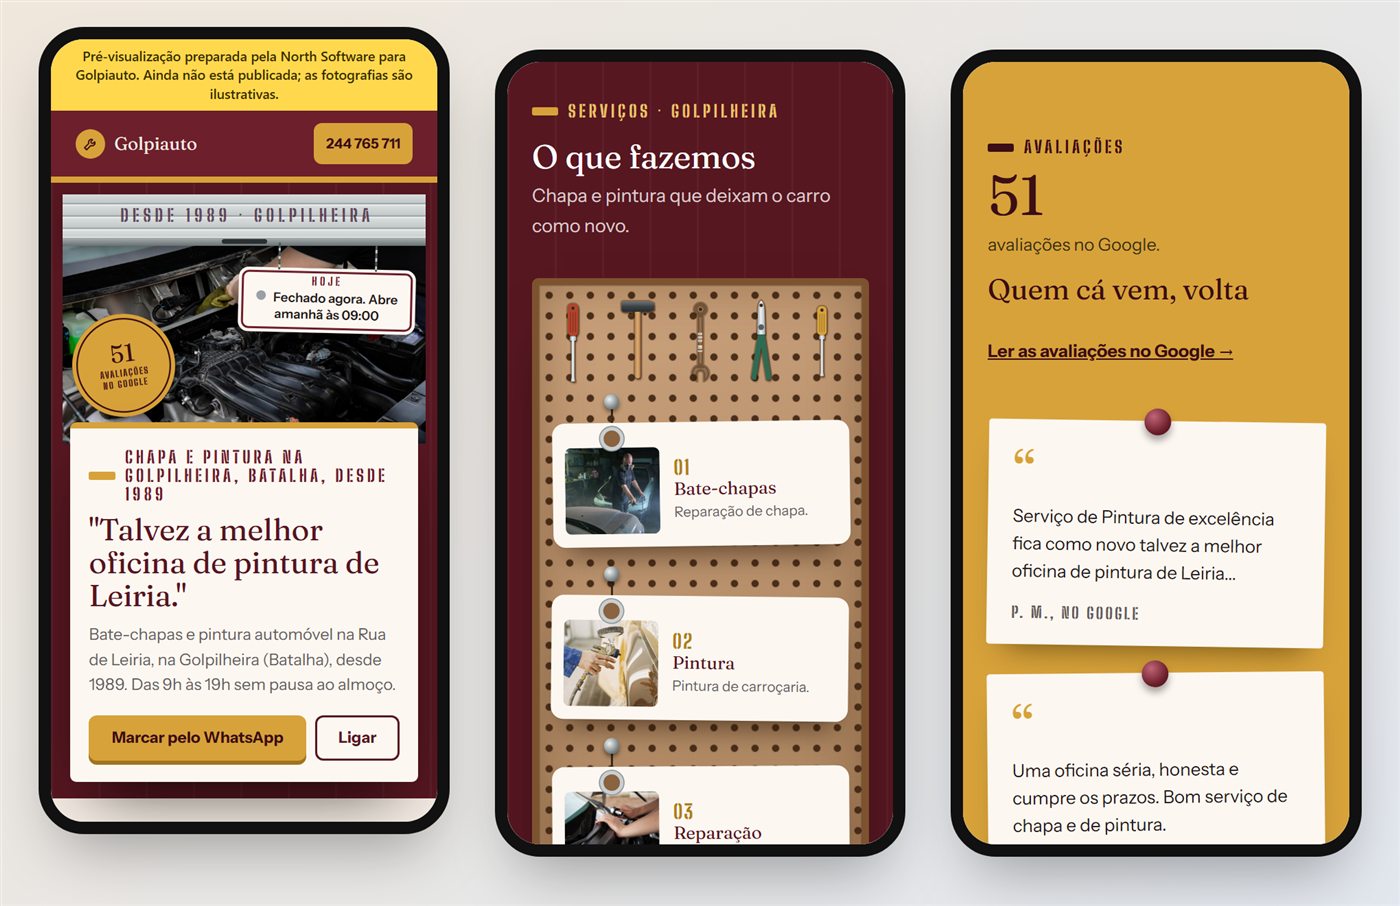 Pré-visualização preparada pela North Software para
Golpiauto. Ainda não está publicada; as fotografias são
ilustrativas.
Golpiauto
244 765 711
DESDE 1989 · GOLPILHEIRA
HOJE
Fechado agora. Abre
amanhã às 09:00
51
AVALIAÇÕES
NO GOOGLE
CHAPA E PINTURA NA
GOLPILHEIRA, BATALHA, DESDE
1989
"Talvez a melhor
oficina de pintura de
Leiria."
Bate-chapas e pintura automóvel na Rua
de Leiria, na Golpilheira (Batalha), desde
1989. Das 9h às 19h sem pausa ao almoço.
Marcar pelo WhatsApp
Ligar
SERVIÇOS · GOLPILHEIRA
O que fazemos
Chapa e pintura que deixam o carro
como novo.
01
Bate-chapas
Reparação de chapa.
02
Pintura
Pintura de carroçaria.
03
Reparação
AVALIAÇÕES
51
avaliações no Google.
Quem cá vem, volta
Ler as avaliações no Google →
“
Serviço de Pintura de excelência
fica como novo talvez a melhor
oficina de pintura de Leiria...
P. M., NO GOOGLE
“
Uma oficina séria, honesta e
cumpre os prazos. Bom serviço de
chapa e de pintura.